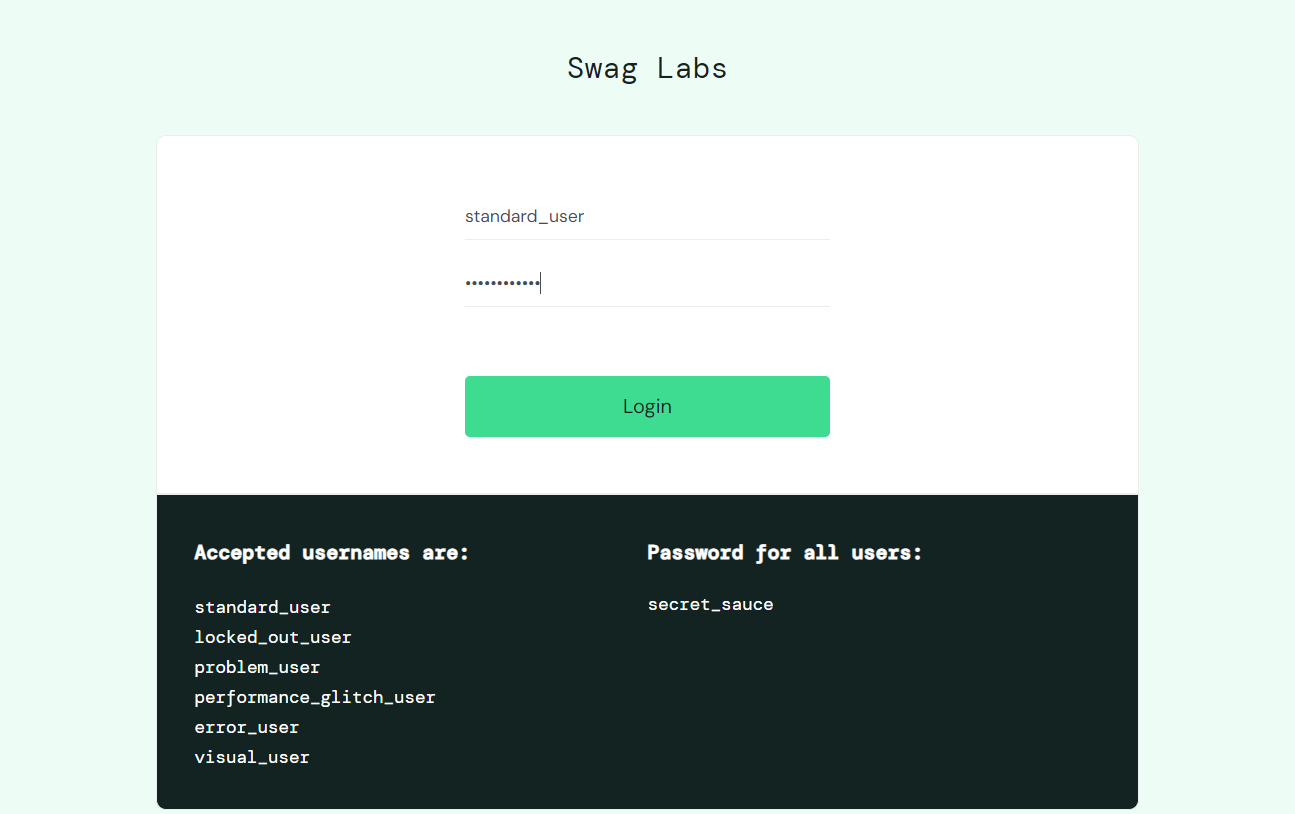 Swag Labs
standard_user
••••••••••••
Login
Accepted usernames are:
standard_user
locked_out_user
problem_user
performance_glitch_user
error_user
visual_user
Password for all users:
secret_sauce